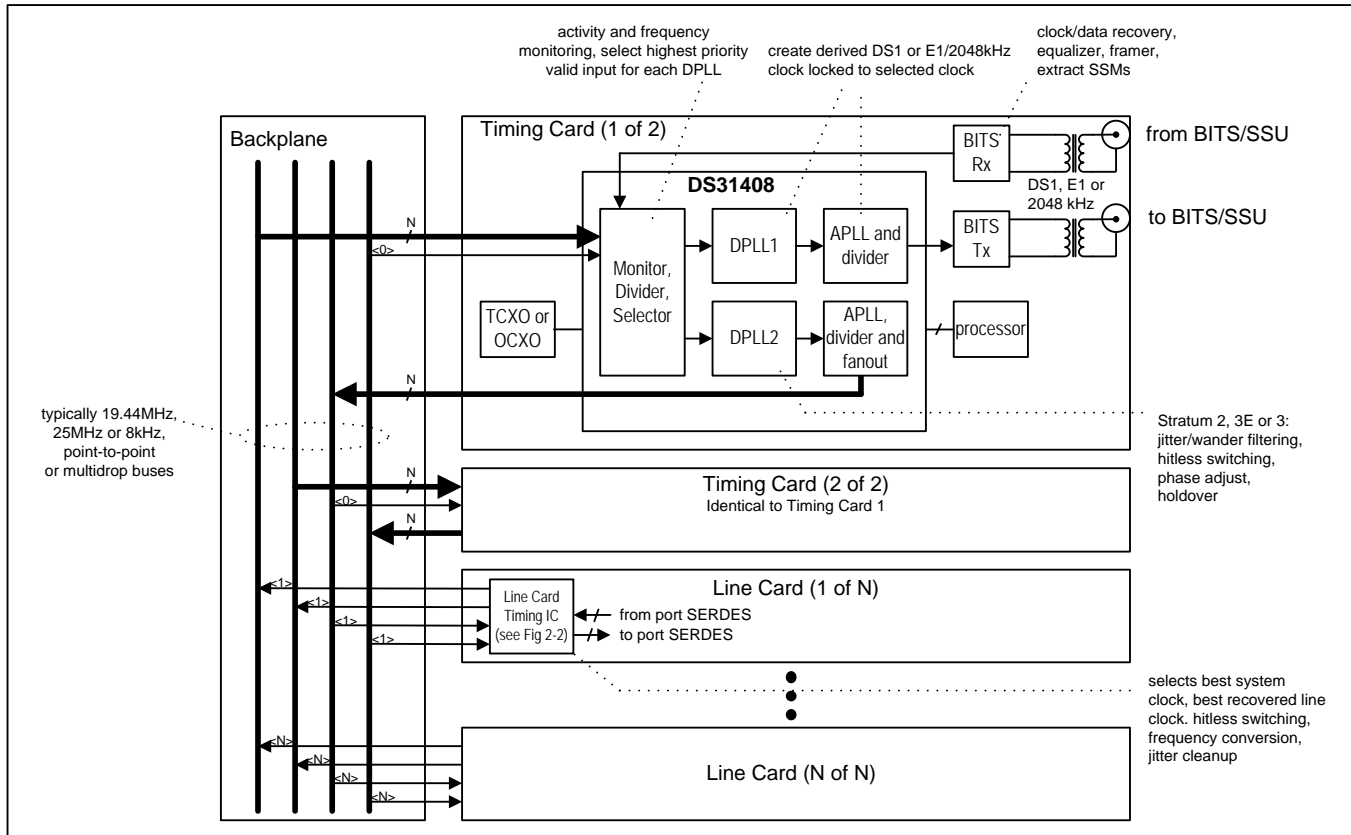 activity and frequency
monitoring, select highest priority
valid input for each DPLL
create derived DS1 or E1/2048kHz
clock locked to selected clock
clock/data recovery,
equalizer, framer,
extract SSMs
Backplane
Timing Card (1 of 2)
BITS
Rx
from BITS/SSU
DS31408
DS1, E1 or
2048 kHz
to BITS/SSU
N
<0>
Monitor,
Divider,
Selector
DPLL1
APLL and
divider
BITS
Tx
TCXO or
OCXO
DPLL2
APLL,
divider and
fanout
processor
N
typically 19.44MHz,
25MHz or 8kHz,
point-to-point
or multidrop buses
Stratum 2, 3E or 3:
jitter/wander filtering,
hitless switching,
phase adjust,
holdover
N
<0>
N
Timing Card (2 of 2)
Identical to Timing Card 1
<1>
<1>
<1>
<1>
Line Card (1 of N)
Line Card
Timing IC
(see Fig 2-2)
from port SERDES
to port SERDES
selects best system
clock, best recovered line
clock. hitless switching,
frequency conversion,
jitter cleanup
<N>
<N>
<N>
<N>
Line Card (N of N)